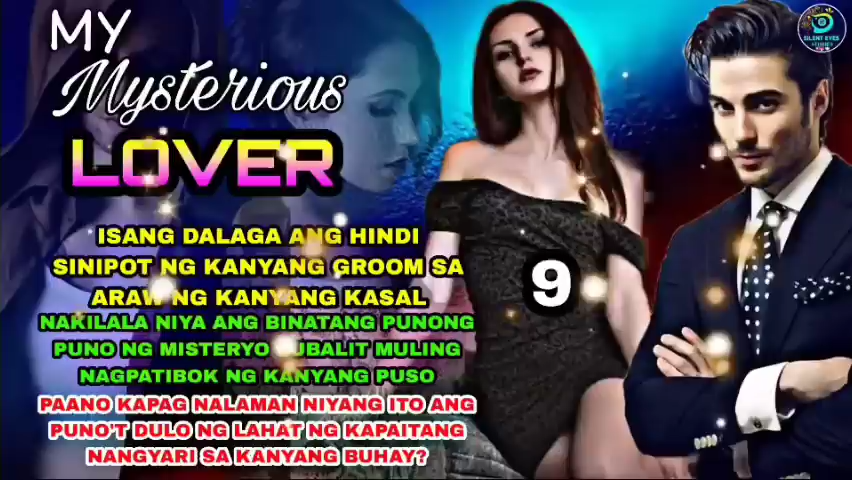 MY
Mysterious
LOVER
ISANG DALAGA ANG HINDI
SINIPOT NG KANYANG GROOM SA
ARAW NG KANYANG KASAL
NAKILALA NIYA ANG BINATANG PUNONG
PUNO NG MISTERYO SUBALIT MULING
NAGPATIBOK NG KANYANG PUSO
PAANO KAPAG NALAMAN NIYANG ITO ANG
PUNO'T DULO NG LAHAT NG KAPAITANG
NANGYARI SA KANYANG BUHAY?
9
SILENT EYES